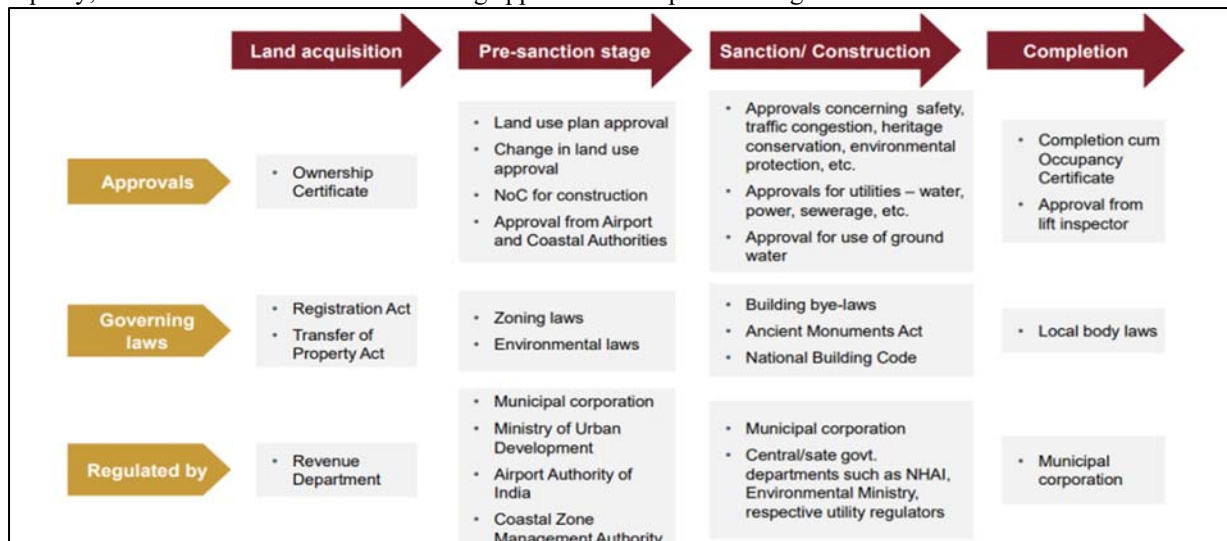 Land acquisition
Pre-sanction stage
Sanction/ Construction
Completion
Approvals
• Ownership
Certificate
• Land use plan approval
• Change in land use
approval
• NoC for construction
• Approval from Airport
and Coastal Authorities
• Approvals concerning safety,
traffic congestion, heritage
conservation, environmental
protection, etc.
• Approvals for utilities – water,
power, sewerage, etc.
• Approval for use of ground
water
• Completion cum
Occupancy
Certificate
• Approval from
lift inspector
Governing
laws
• Registration Act
• Transfer of
Property Act
• Zoning laws
• Environmental laws
• Building bye-laws
• Ancient Monuments Act
• National Building Code
• Local body laws
Regulated by
• Revenue
Department
• Municipal corporation
• Ministry of Urban
Development
• Airport Authority of
India
• Coastal Zone
Management Authority
• Municipal corporation
• Central/sate govt.
departments such as NHAI,
Environmental Ministry,
respective utility regulators
• Municipal
corporation